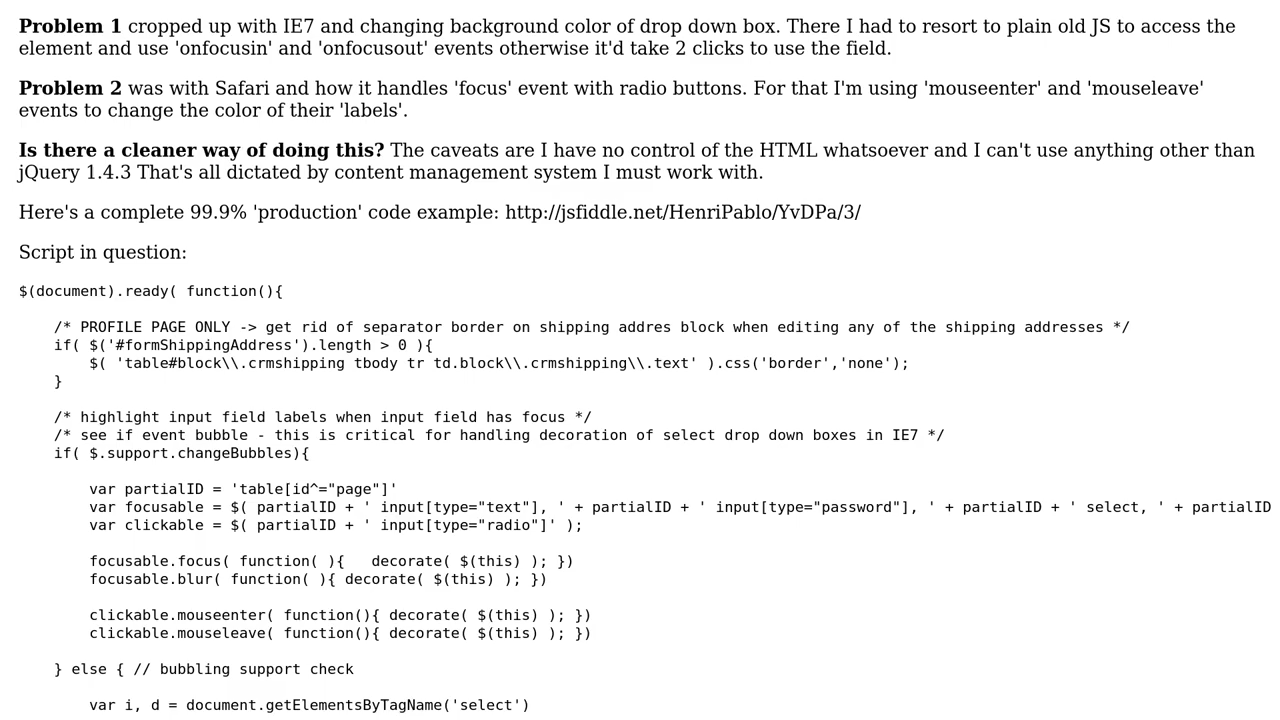 Problem 1 cropped up with IE7 and changing background color of drop down box. There I had to resort to plain old JS to access the
element and use 'onfocusin' and 'onfocusout' events otherwise it'd take 2 clicks to use the field.
Problem 2 was with Safari and how it handles 'focus' event with radio buttons. For that I'm using 'mouseenter' and 'mouseleave'
events to change the color of their 'labels'.
Is there a cleaner way of doing this? The caveats are I have no control of the HTML whatsoever and I can't use anything other than
jQuery 1.4.3 That's all dictated by content management system I must work with.
Here's a complete 99.9% 'production' code example: http://jsfiddle.net/HenriPablo/YvDPa/3/
Script in question:
$(document).ready( function(){
/* PROFILE PAGE ONLY -> get rid of separator border on shipping addres block when editing any of the shipping addresses */
if( $('#formShippingAddress').length > 0 ){
$( 'table#block\\.crmshipping tbody tr td.block\\.crmshipping\\.text' ).css('border','none');
}
/* highlight input field labels when input field has focus */
/* see if event bubble - this is critical for handling decoration of select drop down boxes in IE7 */
if( $.support.changeBubbles){
var partialID = 'table[id^="page"]'
var focusable = $( partialID + ' input[type="text"], ' + partialID + ' input[type="password"], ' + partialID + ' select, ' + partialID
var clickable = $( partialID + ' input[type="radio"]' );
focusable.focus( function( ){   decorate( $(this) ); })
focusable.blur( function( ){ decorate( $(this) ); })
clickable.mouseenter( function(){ decorate( $(this) ); })
clickable.mouseleave( function(){ decorate( $(this) ); })
} else { // bubbling support check
var i, d = document.getElementsByTagName('select')